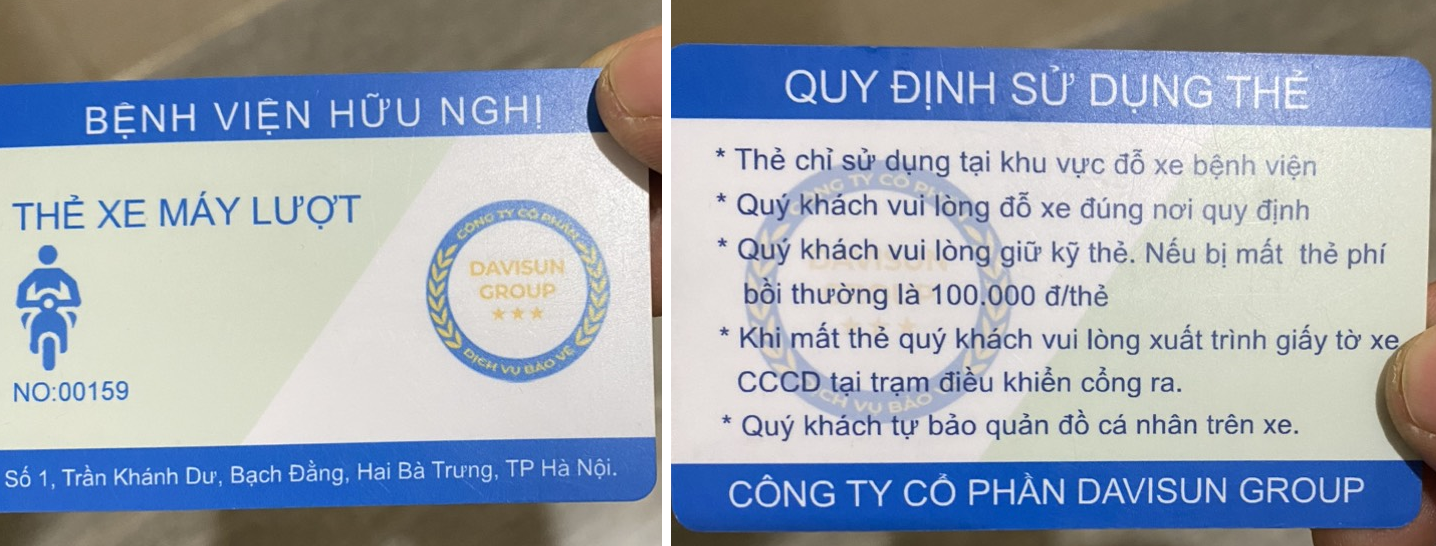 BỆNH VIỆN HỮU NGHỊ
THẺ XE MÁY LƯỢT
CÔNG TY CỔ PHẦN
DAVISUN
GROUP
DỊCH VỤ BẢO VỆ
NO:00159
Số 1, Trần Khánh Dư, Bạch Đằng, Hai Bà Trưng, TP Hà Nội.
QUY ĐỊNH SỬ DỤNG THẺ
* Thẻ chỉ sử dụng tại khu vực đỗ xe bệnh viện
* Quý khách vui lòng đỗ xe đúng nơi quy định
* Quý khách vui lòng giữ kỹ thẻ. Nếu bị mất thẻ phí
bồi thường là 100.000 đ/thẻ
* Khi mất thẻ quý khách vui lòng xuất trình giấy tờ xe
CCCD tại trạm điều khiển cổng ra.
* Quý khách tự bảo quản đồ cá nhân trên xe.
CÔNG TY CỔ PHẦN DAVISUN GROUP